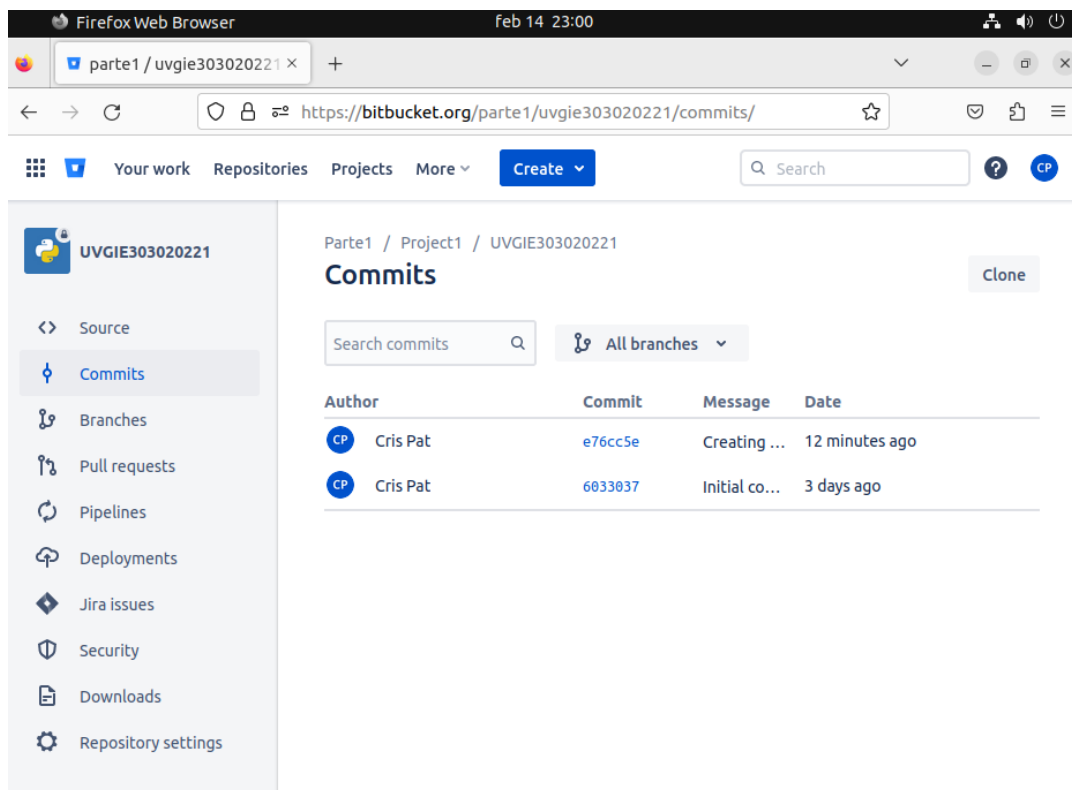 Firefox Web Browser feb 14 23:00
parte1 / uvgie303020221
https://bitbucket.org/parte1/uvgie303020221/commits/
Your work Repositories Projects More Create Search CP
UVGIE303020221
Source
Commits
Branches
Pull requests
Pipelines
Deployments
Jira issues
Security
Downloads
Repository settings
Parte1 / Project1 / UVGIE303020221
Commits
Clone
Search commits All branches
Author Commit Message Date
CP Cris Pat e76cc5e Creating ... 12 minutes ago
CP Cris Pat 6033037 Initial co... 3 days ago